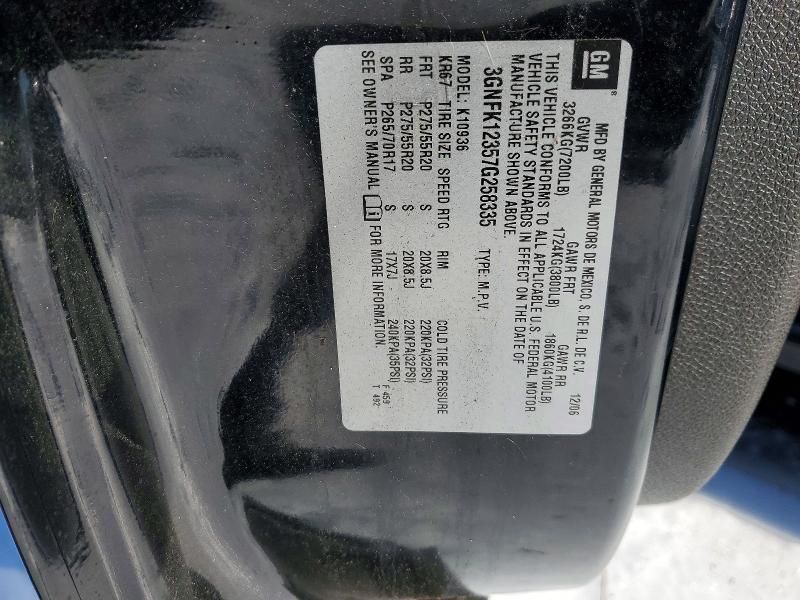 GM®
MFD BY GENERAL MOTORS DE MEXICO, S. DE R.L. DE C.V. 12/06
GVWR GAWR FRT GAWR RR
3266KG(7200LB) 1724KG(3800LB) 1860KG(4100LB)
THIS VEHICLE CONFORMS TO ALL APPLICABLE U.S. FEDERAL MOTOR
VEHICLE SAFETY STANDARDS IN EFFECT ON THE DATE OF
MANUFACTURE SHOWN ABOVE.
3GNFK12357G258335 TYPE: M.P.V.
MODEL: K10936
KR67 TIRE SIZE SPEED RTG RIM COLD TIRE PRESSURE
FRT P275/55R20 S 20X8.5J 220KPA(32PSI)
RR P275/55R20 S 20X8.5J 220KPA(32PSI)
SPA P265/70R17 S 17X7J 240KPA(35PSI)
SEE OWNER'S MANUAL FOR MORE INFORMATION.
F 459
T 492